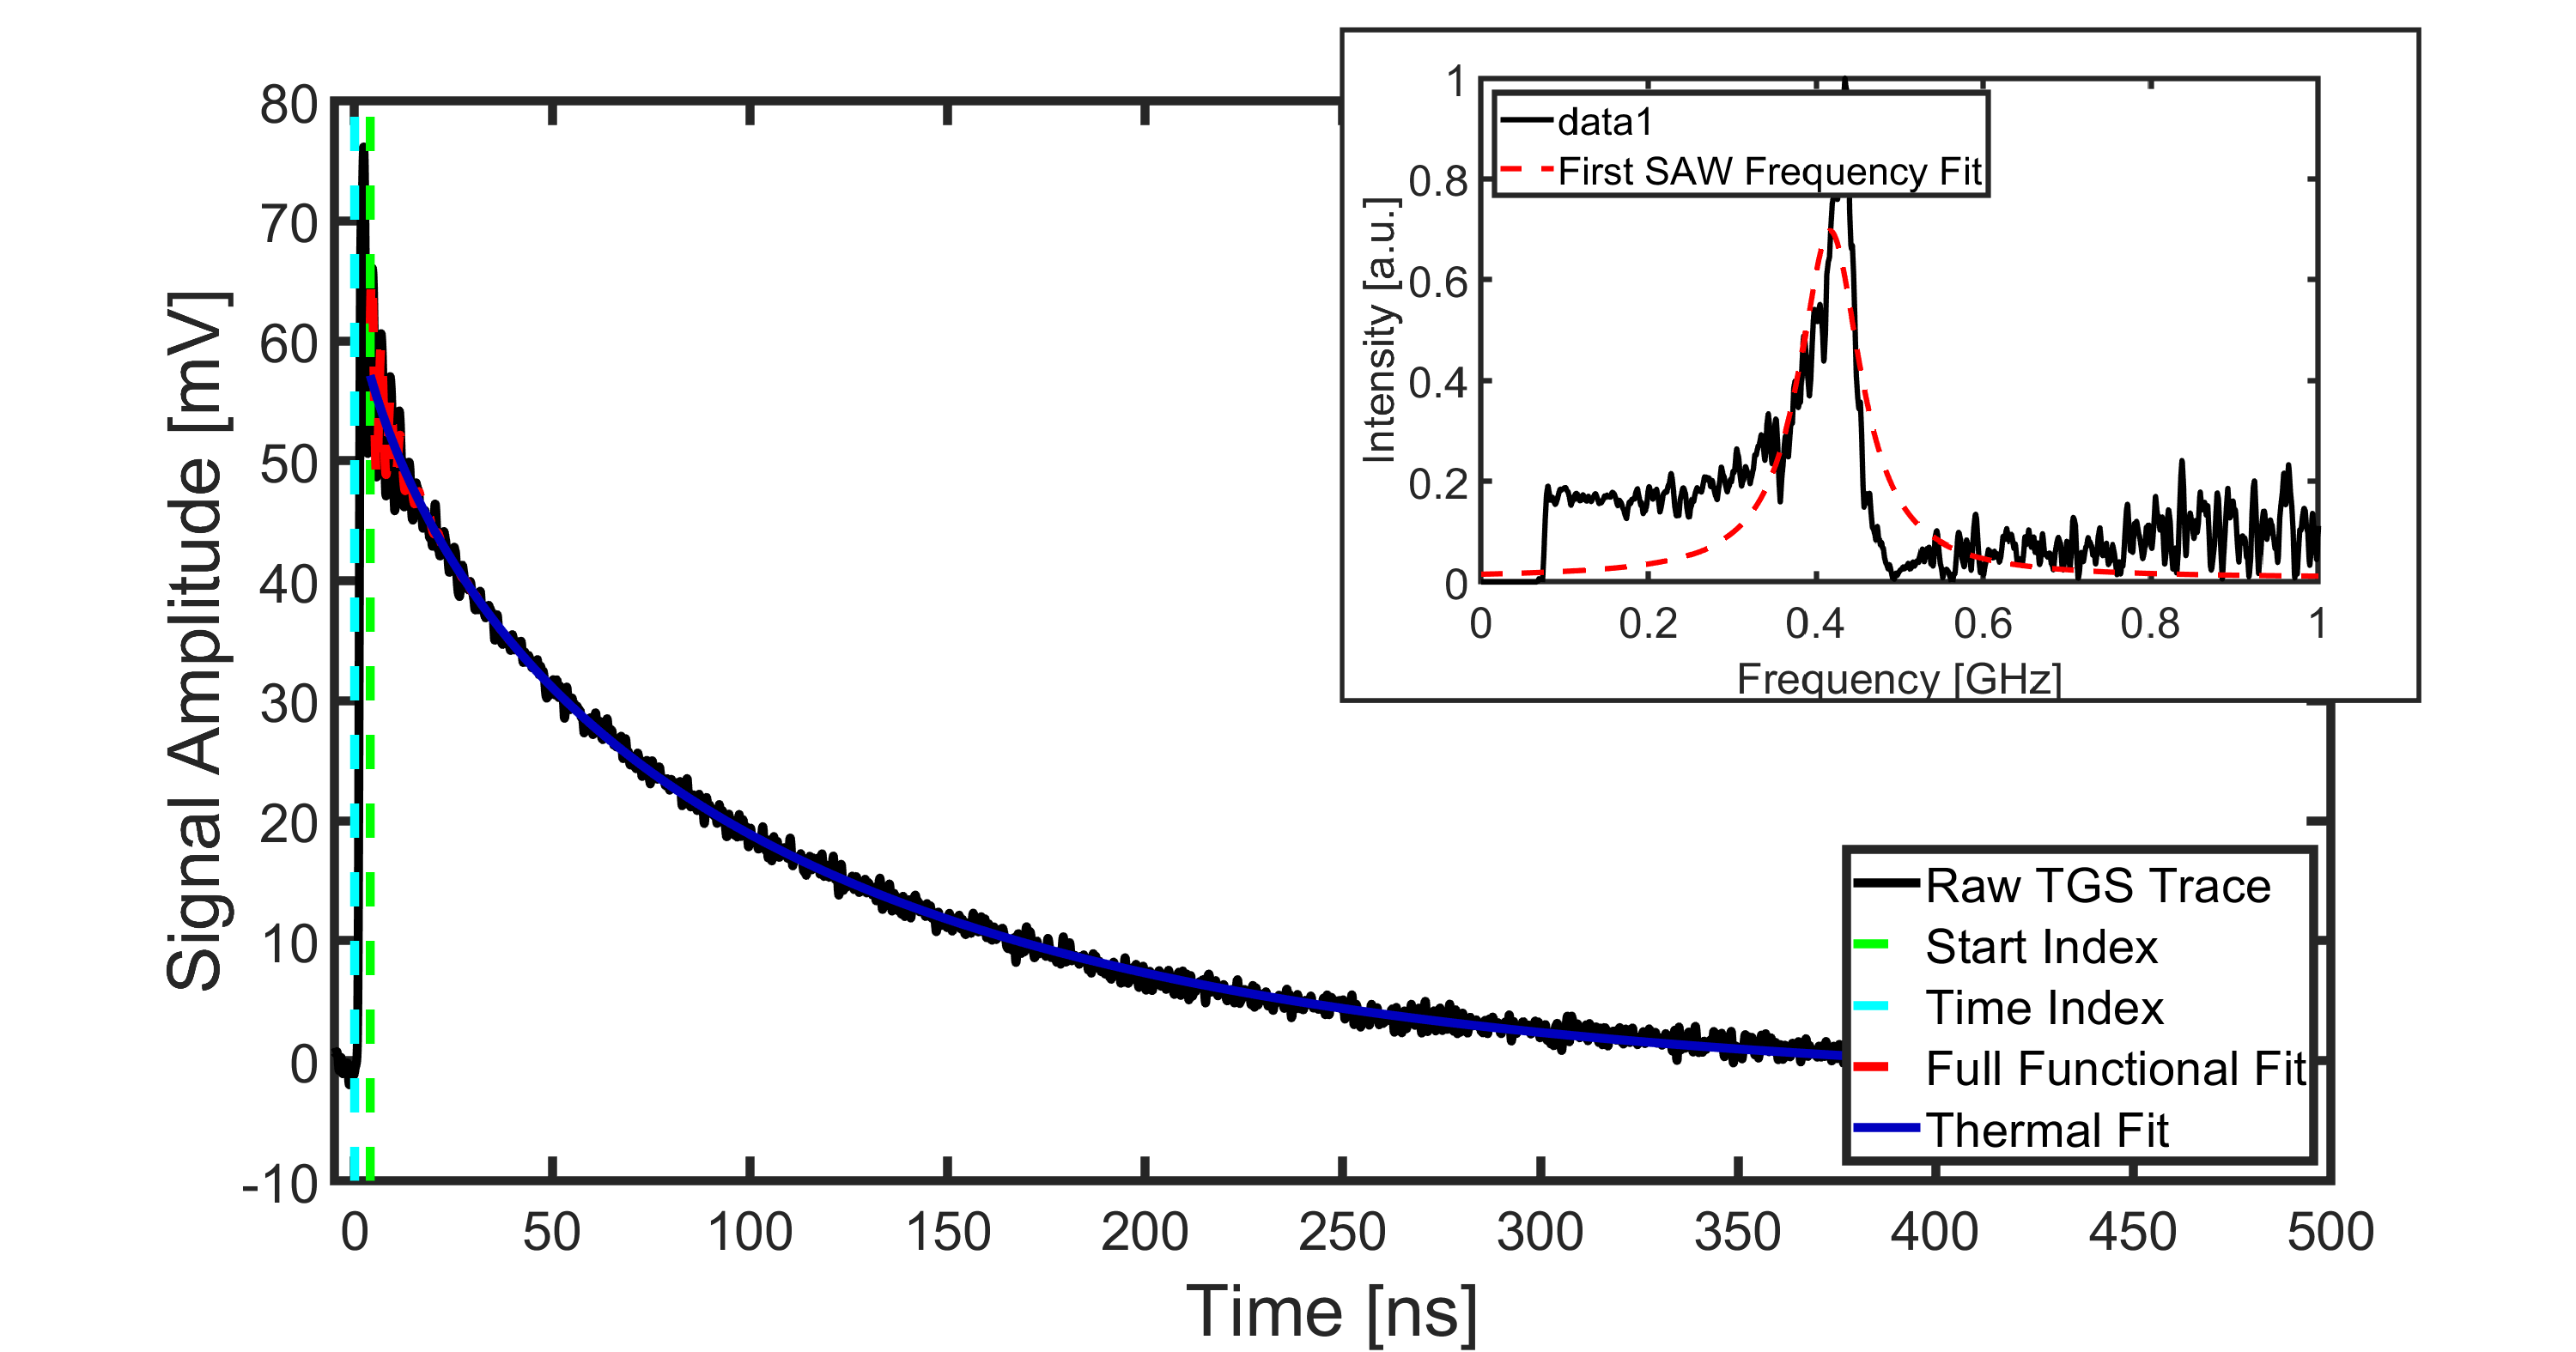 Signal Amplitude [mV]
80
70
60
50
40
30
20
10
0
-10
0 50 100 150 200 250 300 350 400 450 500
Time [ns]
Raw TGS Trace
Start Index
Time Index
Full Functional Fit
Thermal Fit
Intensity [a.u.]
1
0.8
0.6
0.4
0.2
0
data1
First SAW Frequency Fit
0 0.2 0.4 0.6 0.8 1
Frequency [GHz]